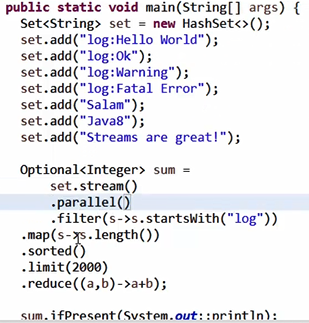 public static void main(String[] args) {
Set<String> set = new HashSet<>();
set.add("log:Hello World");
set.add("log:Ok");
set.add("log:Warning");
set.add("log:Fatal Error");
set.add("Salam");
set.add("Java8");
set.add("Streams are great!");
Optional<Integer> sum =
set.stream()
.parallel()
.filter(s->s.startsWith("log"))
.map(s->s.length())
.sorted()
.limit(2000)
.reduce((a,b)->a+b);
sum.ifPresent(System.out::println);